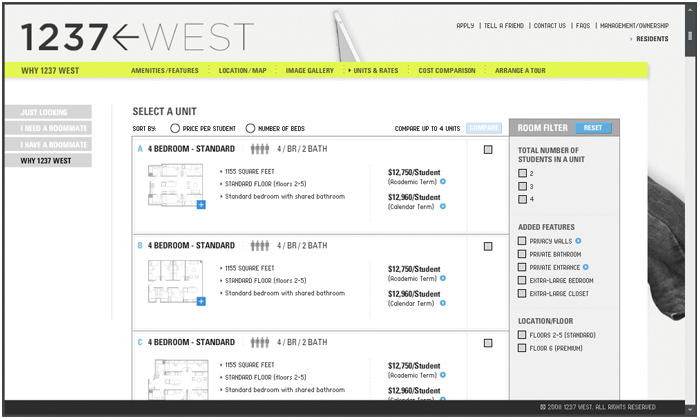 1237←WEST
APPLY | TELL A FRIEND | CONTACT US | FAQS | MANAGEMENT/OWNERSHIP
RESIDENTS
WHY 1237 WEST
AMENITIES/FEATURES
LOCATION/MAP
IMAGE GALLERY
UNITS & RATES
COST COMPARISON
ARRANGE A TOUR
JUST LOOKING
I NEED A ROOMMATE
I HAVE A ROOMMATE
WHY 1237 WEST
SELECT A UNIT
SORT BY: PRICE PER STUDENT NUMBER OF BEDS COMPARE UP TO 4 UNITS COMPARE
A 4 BEDROOM - STANDARD 4 / BR / 2 BATH
1155 SQUARE FEET
STANDARD FLOOR (floors 2-5)
Standard bedroom with shared bathroom
$12,750/Student
(Academic Term)
$12,960/Student
(Calendar Term)
B 4 BEDROOM - STANDARD 4 / BR / 2 BATH
1155 SQUARE FEET
STANDARD FLOOR (floors 2-5)
Standard bedroom with shared bathroom
$12,750/Student
(Academic Term)
$12,960/Student
(Calendar Term)
C 4 BEDROOM - STANDARD 4 / BR / 2 BATH
1155 SQUARE FEET
STANDARD FLOOR (floors 2-5)
Standard bedroom with shared bathroom
$12,750/Student
(Academic Term)
$12,960/Student
ROOM FILTER RESET
TOTAL NUMBER OF
STUDENTS IN A UNIT
2
3
4
ADDED FEATURES
PRIVACY WALLS
PRIVATE BATHROOM
PRIVATE ENTRANCE
EXTRA-LARGE BEDROOM
EXTRA-LARGE CLOSET
LOCATION/FLOOR
FLOORS 2-5 (STANDARD)
FLOOR 6 (PREMIUM)
© 2008 1237 WEST. ALL RIGHTS RESERVED